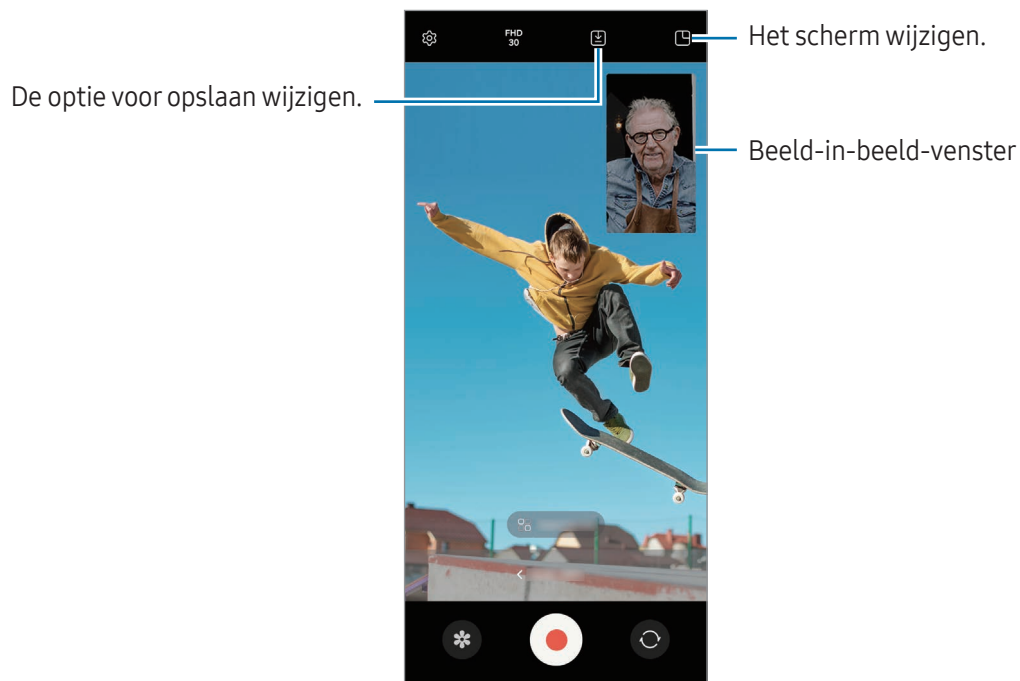 FHD
30
Het scherm wijzigen.
De optie voor opslaan wijzigen.
Beeld-in-beeld-venster